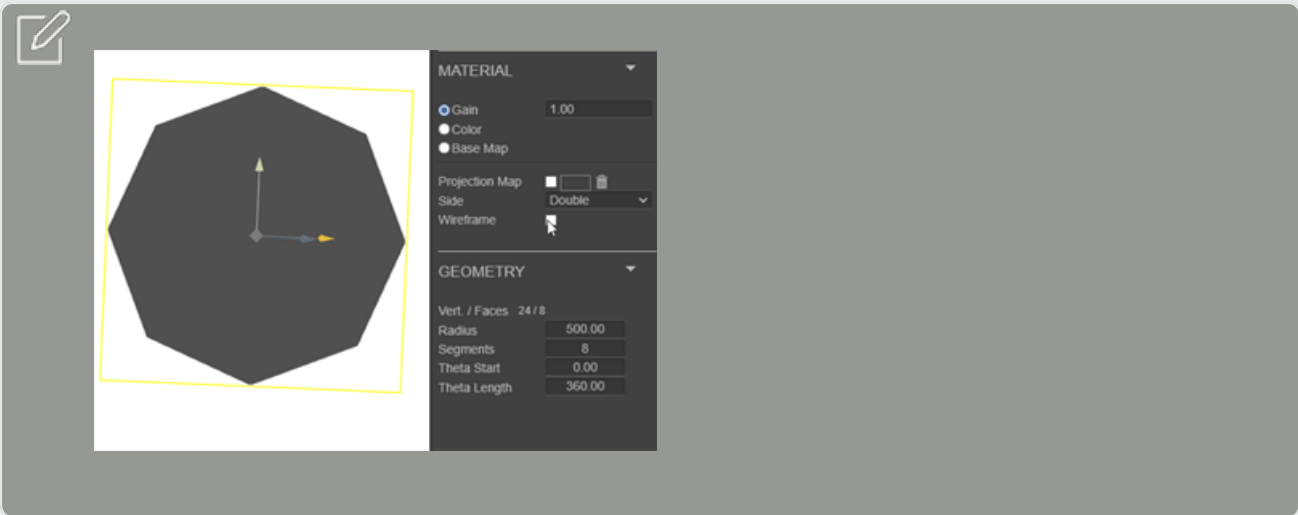 MATERIAL
Gain 1.00
Color
Base Map
Projection Map
Side Double
Wireframe
GEOMETRY
Vert. / Faces 24 / 8
Radius 500.00
Segments 8
Theta Start 0.00
Theta Length 360.00